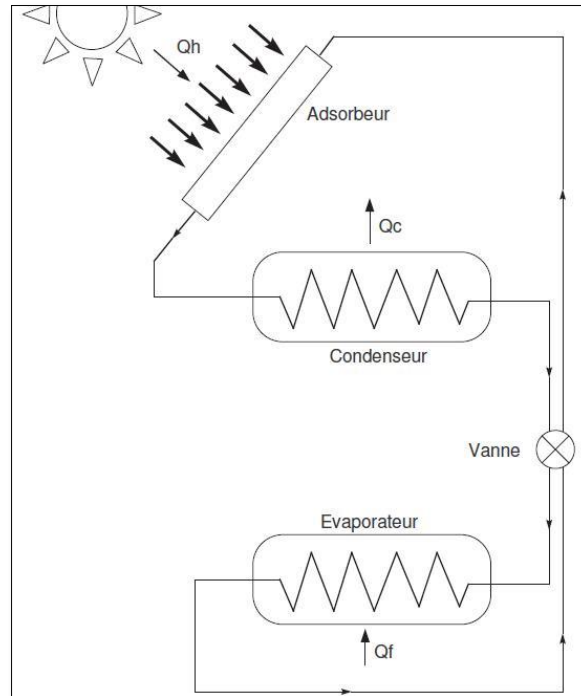 Qh
Adsorbeur
Qc
Condenseur
Vanne
Evaporateur
Qf